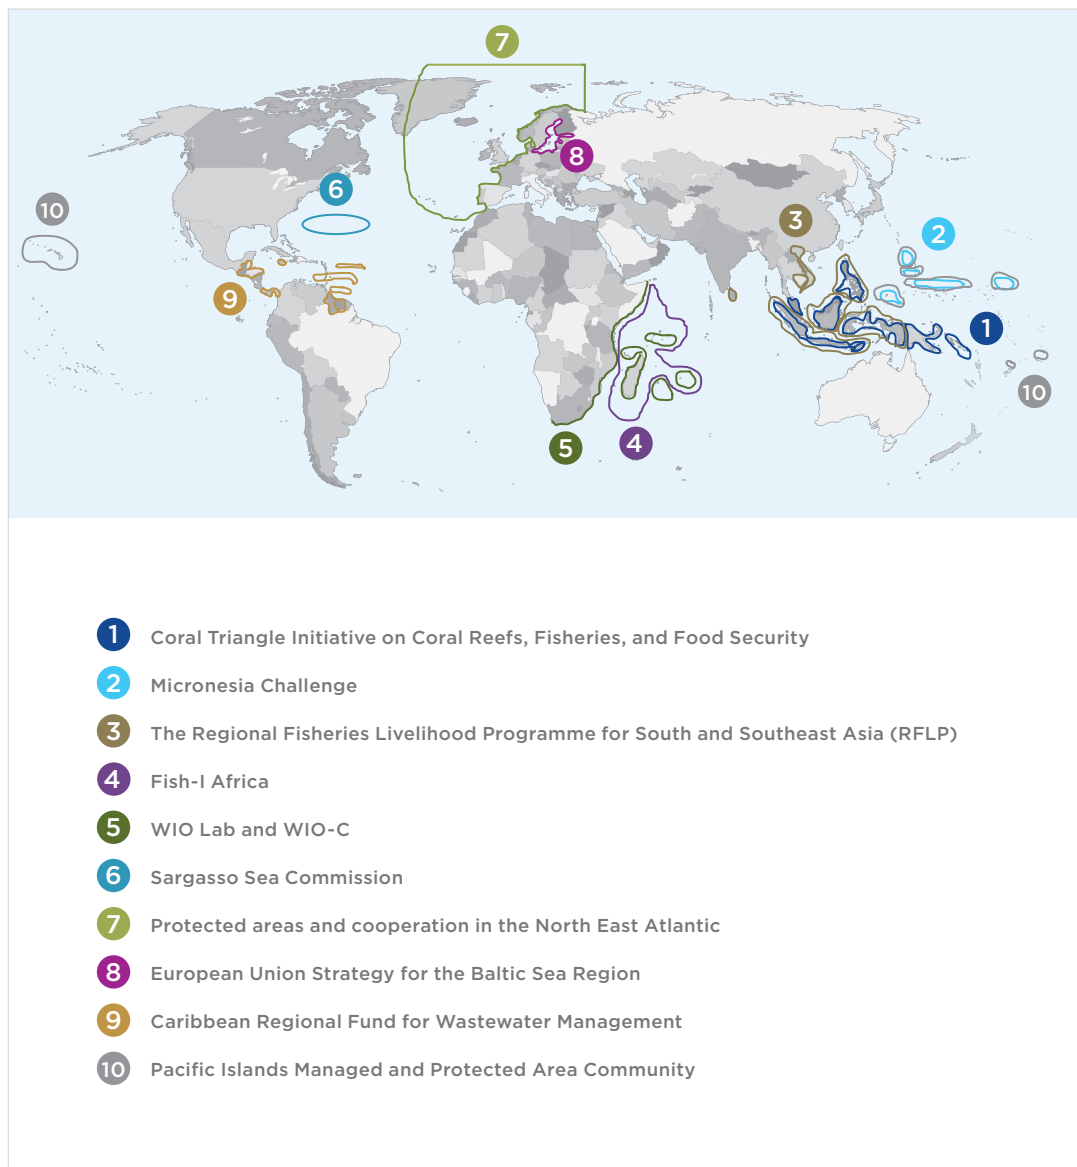 7
8
6
10
3
2
9
1
10
5
4
1 Coral Triangle Initiative on Coral Reefs, Fisheries, and Food Security
2 Micronesia Challenge
3 The Regional Fisheries Livelihood Programme for South and Southeast Asia (RFLP)
4 Fish-I Africa
5 WIO Lab and WIO-C
6 Sargasso Sea Commission
7 Protected areas and cooperation in the North East Atlantic
8 European Union Strategy for the Baltic Sea Region
9 Caribbean Regional Fund for Wastewater Management
10 Pacific Islands Managed and Protected Area Community